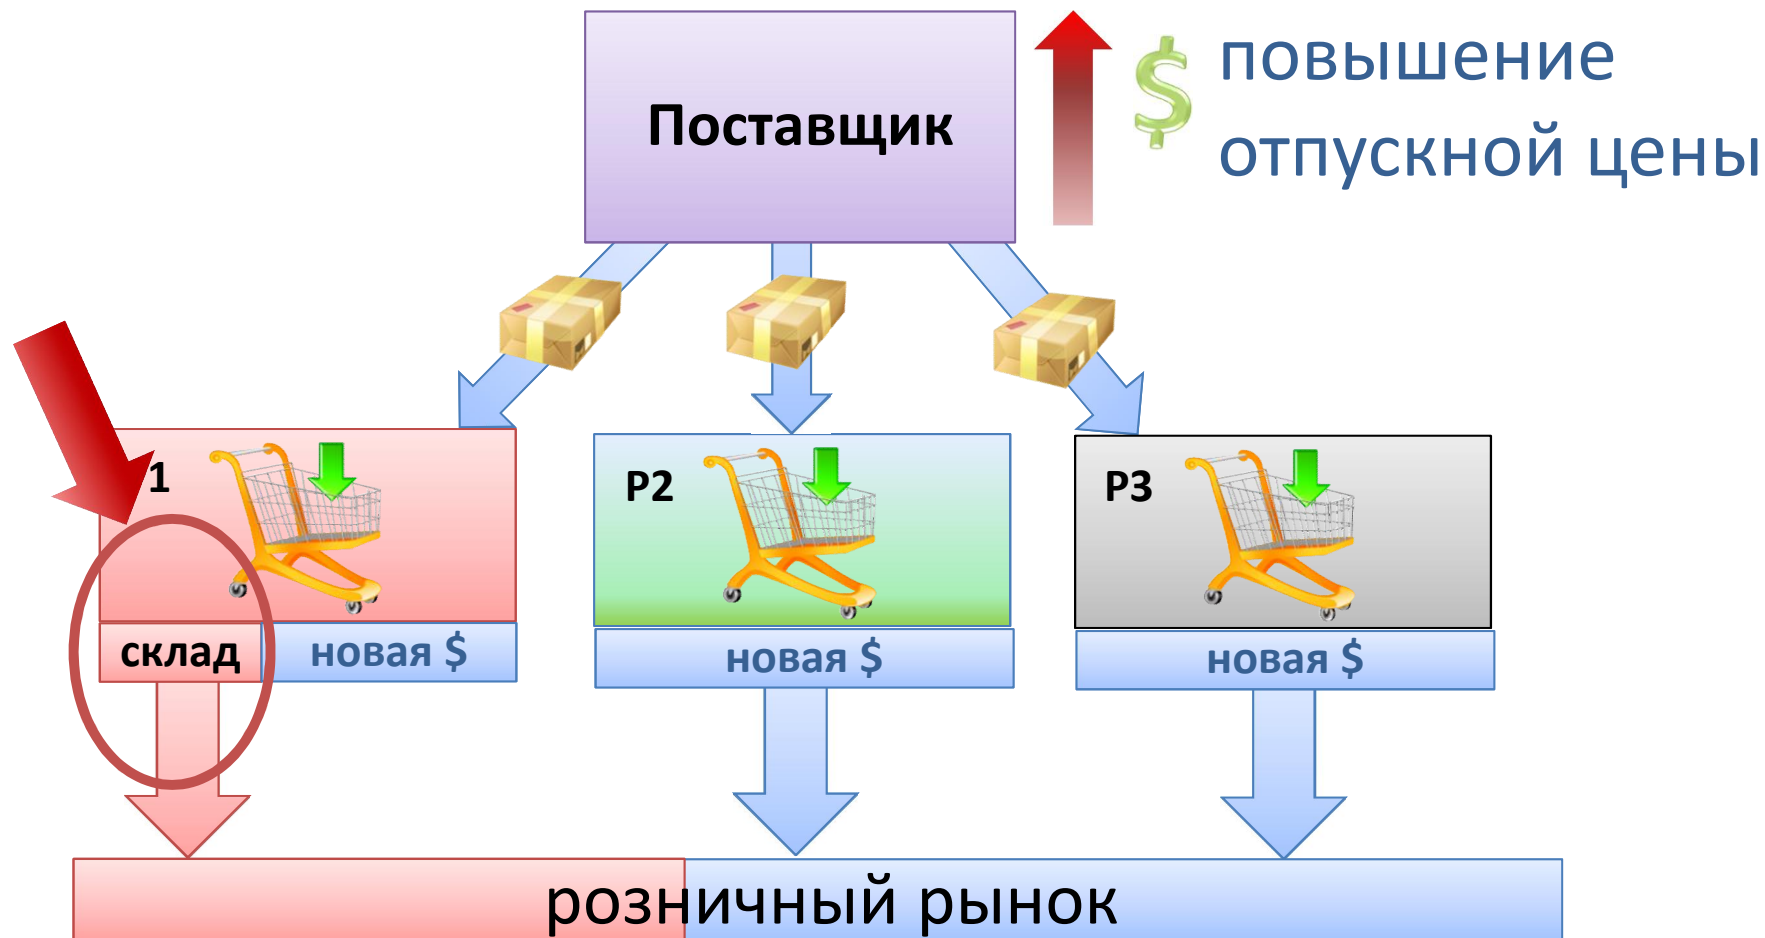 Поставщик
$ повышение
отпускной цены
1
P2
P3
склад
новая $
новая $
новая $
розничный рынок